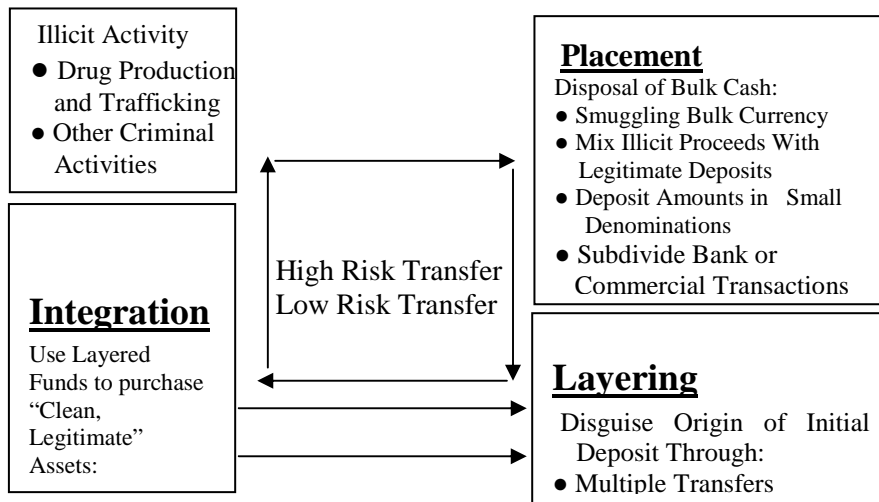 Illicit Activity
● Drug Production
and Trafficking
● Other Criminal
Activities
Placement
Disposal of Bulk Cash:
● Smuggling Bulk Currency
● Mix Illicit Proceeds With
Legitimate Deposits
● Deposit Amounts in Small
Denominations
● Subdivide Bank or
Commercial Transactions
High Risk Transfer
Low Risk Transfer
Integration
Use Layered
Funds to purchase
“Clean,
Legitimate”
Assets:
Layering
Disguise Origin of Initial
Deposit Through:
● Multiple Transfers